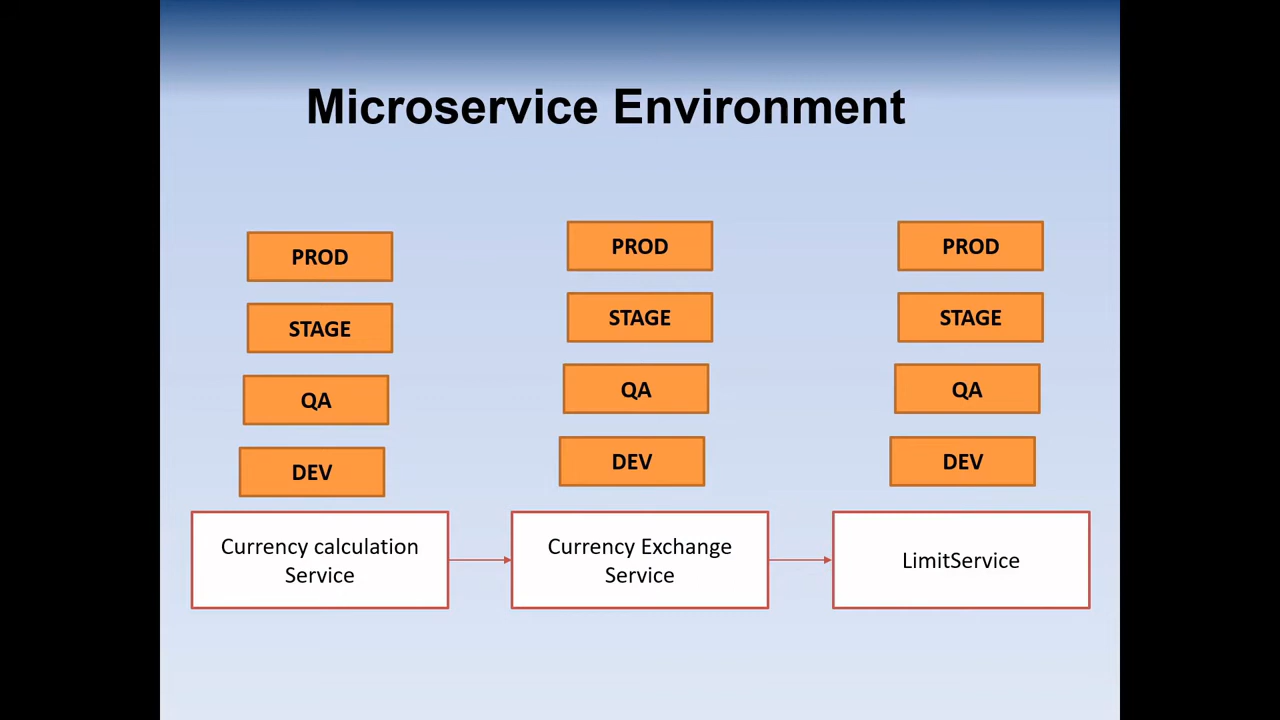 Microservice Environment
PROD
STAGE
QA
DEV
Currency calculation
Service
PROD
STAGE
QA
DEV
Currency Exchange
Service
PROD
STAGE
QA
DEV
LimitService